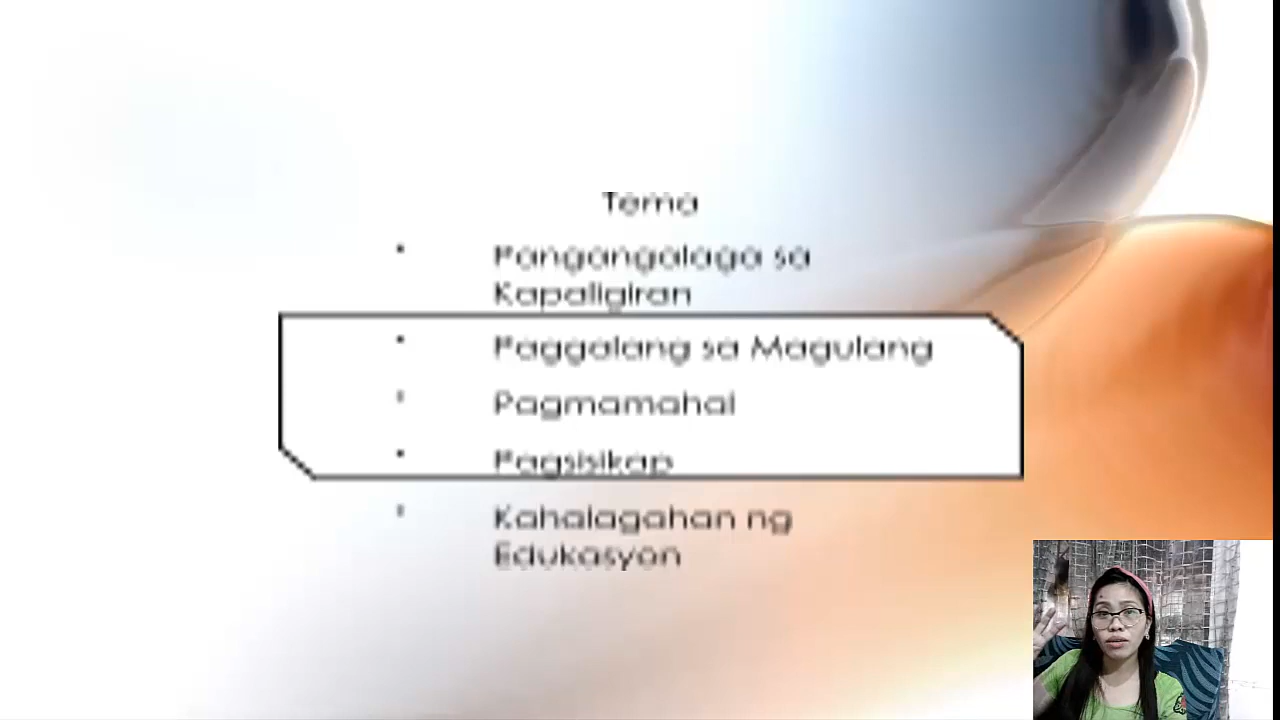 Tema
Pangangalaga sa
Kapaligiran
Paggalang sa Magulang
Pagmamahal
Pagsisikap
Kahalagahan ng
Edukasyon